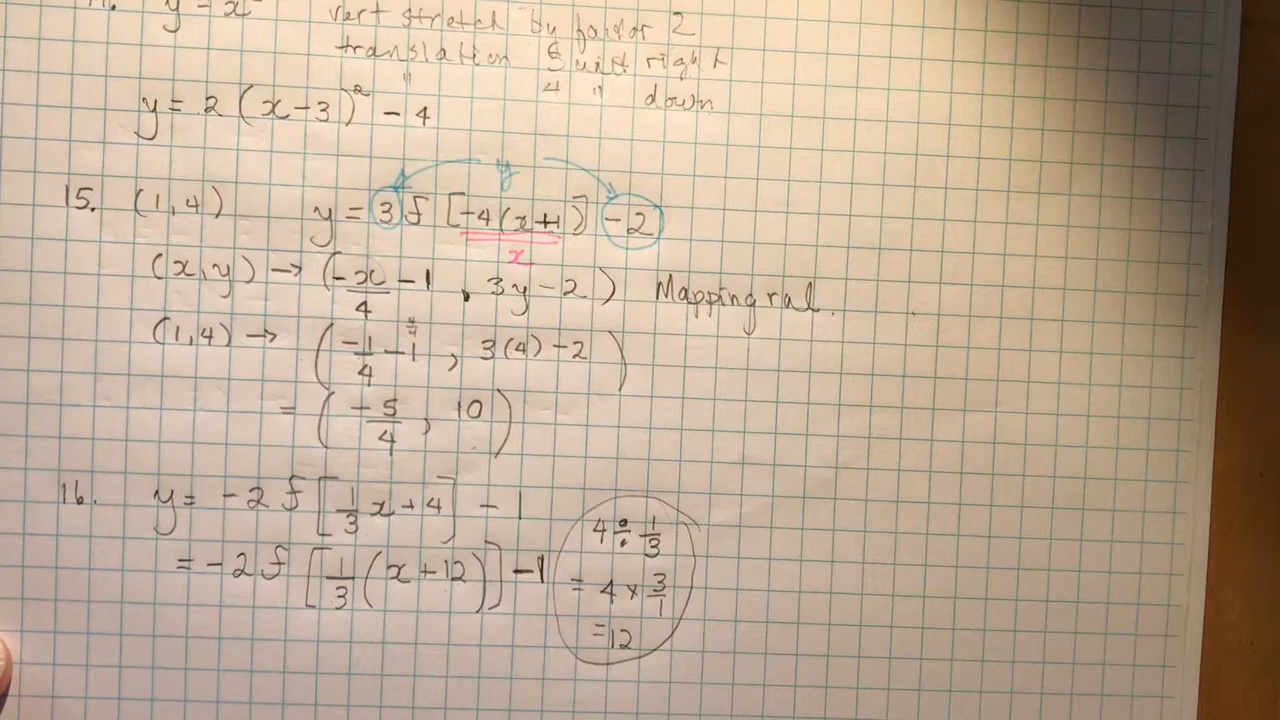 y = x
vert stretch by factor 2
translation unit right
4 " down
y = 2 (x-3)² - 4
y
15. (1,4) y = 3 f [-4(x+1)] -2
x
(x,y) → (-x/4 - 1, 3y-2) Mapping rul.
(1,4) → (-1/4 - 1, 3(4)-2)
= (-5/4, 10)
16. y = -2 f [1/3 x+4] - 1
= -2 f [1/3 (x+12)] -1
4 ÷ 1/3
= 4 × 3/1
= 12